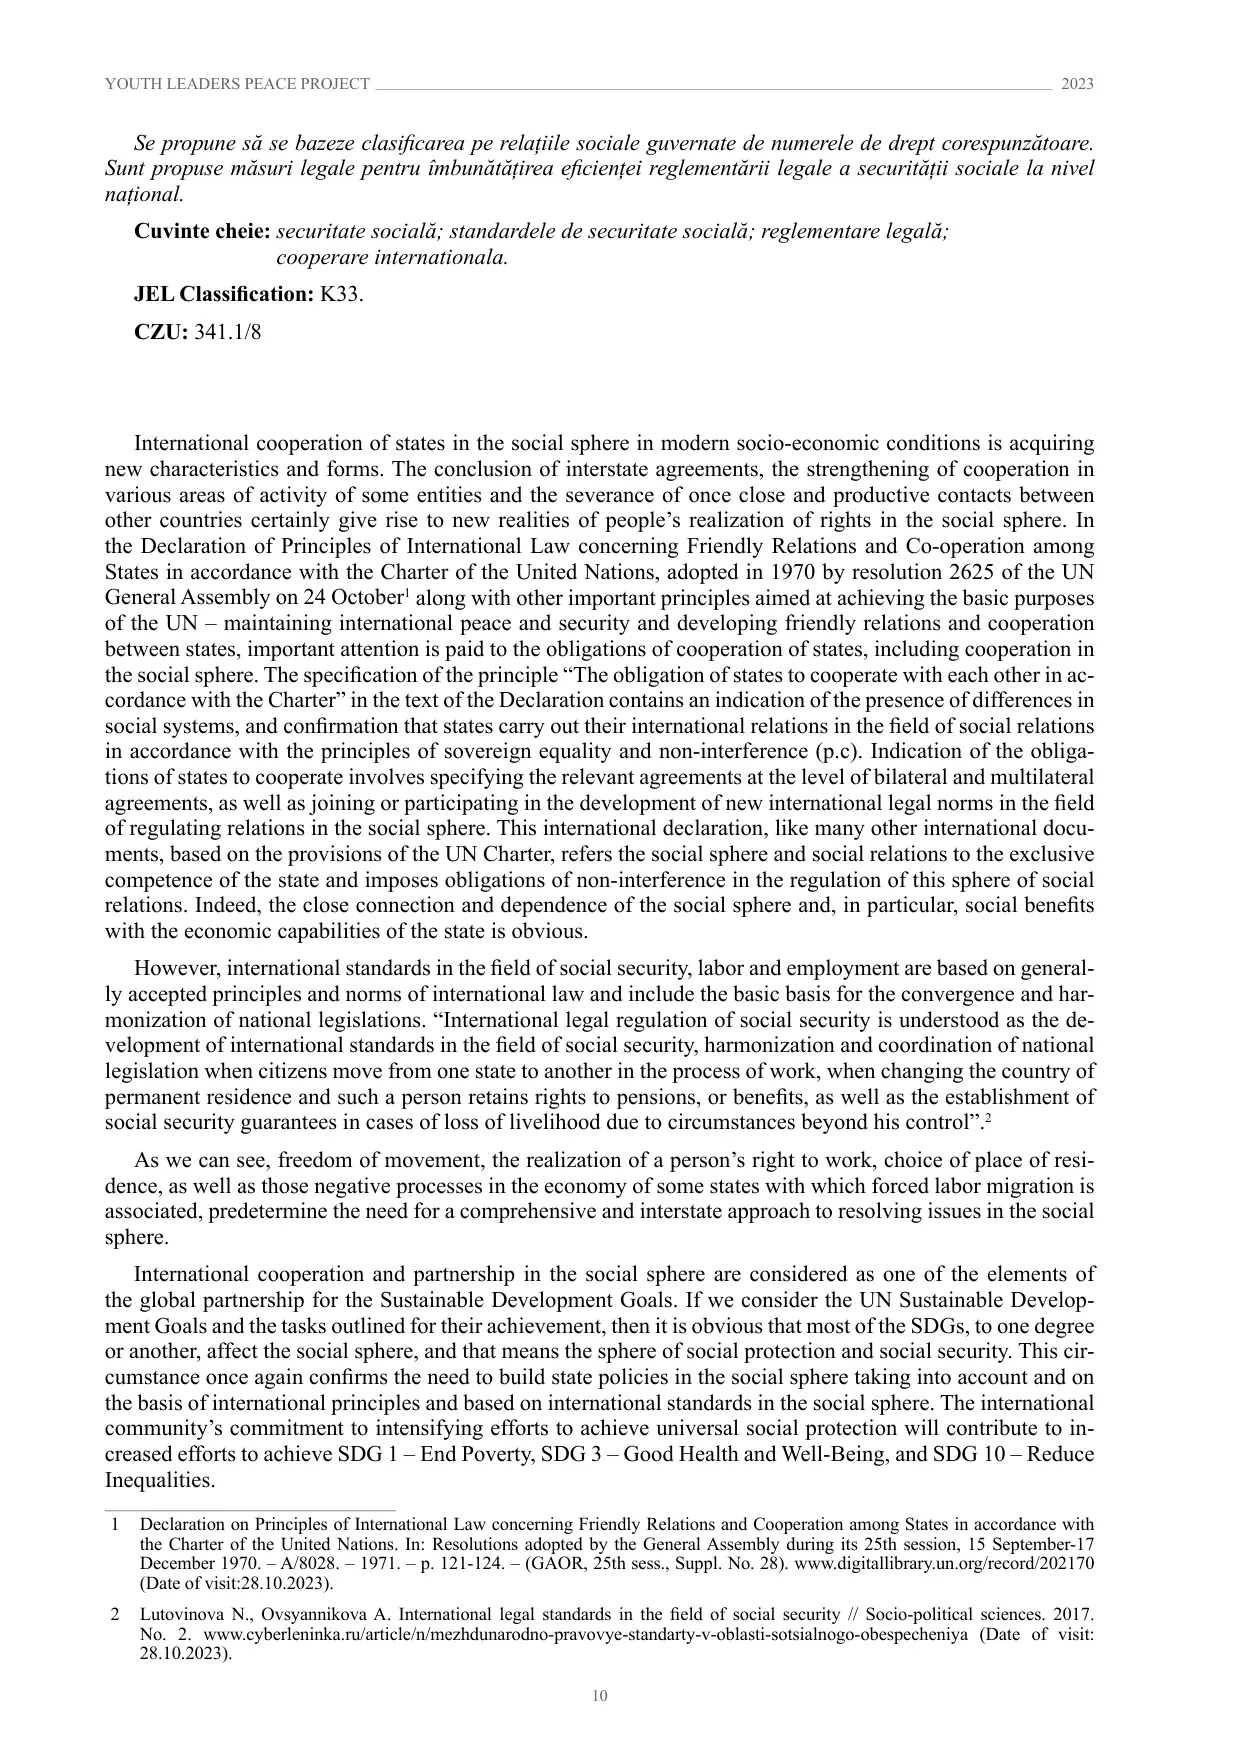 YOUTH LEADERS PEACE PROJECT 2023
Se propune să se bazeze clasificarea pe relațiile sociale guvernate de numerele de drept corespunzătoare.
Sunt propuse măsuri legale pentru îmbunătățirea eficienței reglementării legale a securității sociale la nivel
național.
Cuvinte cheie: securitate socială; standardele de securitate socială; reglementare legală;
cooperare internationala.
JEL Classification: K33.
CZU: 341.1/8
International cooperation of states in the social sphere in modern socio-economic conditions is acquiring
new characteristics and forms. The conclusion of interstate agreements, the strengthening of cooperation in
various areas of activity of some entities and the severance of once close and productive contacts between
other countries certainly give rise to new realities of people’s realization of rights in the social sphere. In
the Declaration of Principles of International Law concerning Friendly Relations and Co-operation among
States in accordance with the Charter of the United Nations, adopted in 1970 by resolution 2625 of the UN
General Assembly on 24 October1 along with other important principles aimed at achieving the basic purposes
of the UN – maintaining international peace and security and developing friendly relations and cooperation
between states, important attention is paid to the obligations of cooperation of states, including cooperation in
the social sphere. The specification of the principle “The obligation of states to cooperate with each other in ac-
cordance with the Charter” in the text of the Declaration contains an indication of the presence of differences in
social systems, and confirmation that states carry out their international relations in the field of social relations
in accordance with the principles of sovereign equality and non-interference (p.c). Indication of the obliga-
tions of states to cooperate involves specifying the relevant agreements at the level of bilateral and multilateral
agreements, as well as joining or participating in the development of new international legal norms in the field
of regulating relations in the social sphere. This international declaration, like many other international docu-
ments, based on the provisions of the UN Charter, refers the social sphere and social relations to the exclusive
competence of the state and imposes obligations of non-interference in the regulation of this sphere of social
relations. Indeed, the close connection and dependence of the social sphere and, in particular, social benefits
with the economic capabilities of the state is obvious.
However, international standards in the field of social security, labor and employment are based on general-
ly accepted principles and norms of international law and include the basic basis for the convergence and har-
monization of national legislations. “International legal regulation of social security is understood as the de-
velopment of international standards in the field of social security, harmonization and coordination of national
legislation when citizens move from one state to another in the process of work, when changing the country of
permanent residence and such a person retains rights to pensions, or benefits, as well as the establishment of
social security guarantees in cases of loss of livelihood due to circumstances beyond his control”.2
As we can see, freedom of movement, the realization of a person’s right to work, choice of place of resi-
dence, as well as those negative processes in the economy of some states with which forced labor migration is
associated, predetermine the need for a comprehensive and interstate approach to resolving issues in the social
sphere.
International cooperation and partnership in the social sphere are considered as one of the elements of
the global partnership for the Sustainable Development Goals. If we consider the UN Sustainable Develop-
ment Goals and the tasks outlined for their achievement, then it is obvious that most of the SDGs, to one degree
or another, affect the social sphere, and that means the sphere of social protection and social security. This cir-
cumstance once again confirms the need to build state policies in the social sphere taking into account and on
the basis of international principles and based on international standards in the social sphere. The international
community’s commitment to intensifying efforts to achieve universal social protection will contribute to in-
creased efforts to achieve SDG 1 – End Poverty, SDG 3 – Good Health and Well-Being, and SDG 10 – Reduce
Inequalities.
1 Declaration on Principles of International Law concerning Friendly Relations and Cooperation among States in accordance with
the Charter of the United Nations. In: Resolutions adopted by the General Assembly during its 25th session, 15 September-17
December 1970. – A/8028. – 1971. – p. 121-124. – (GAOR, 25th sess., Suppl. No. 28). www.digitallibrary.un.org/record/202170
(Date of visit:28.10.2023).
2 Lutovinova N., Ovsyannikova A. International legal standards in the field of social security // Socio-political sciences. 2017.
No. 2. www.cyberleninka.ru/article/n/mezhdunarodno-pravovye-standarty-v-oblasti-sotsialnogo-obespecheniya (Date of visit:
28.10.2023).
10